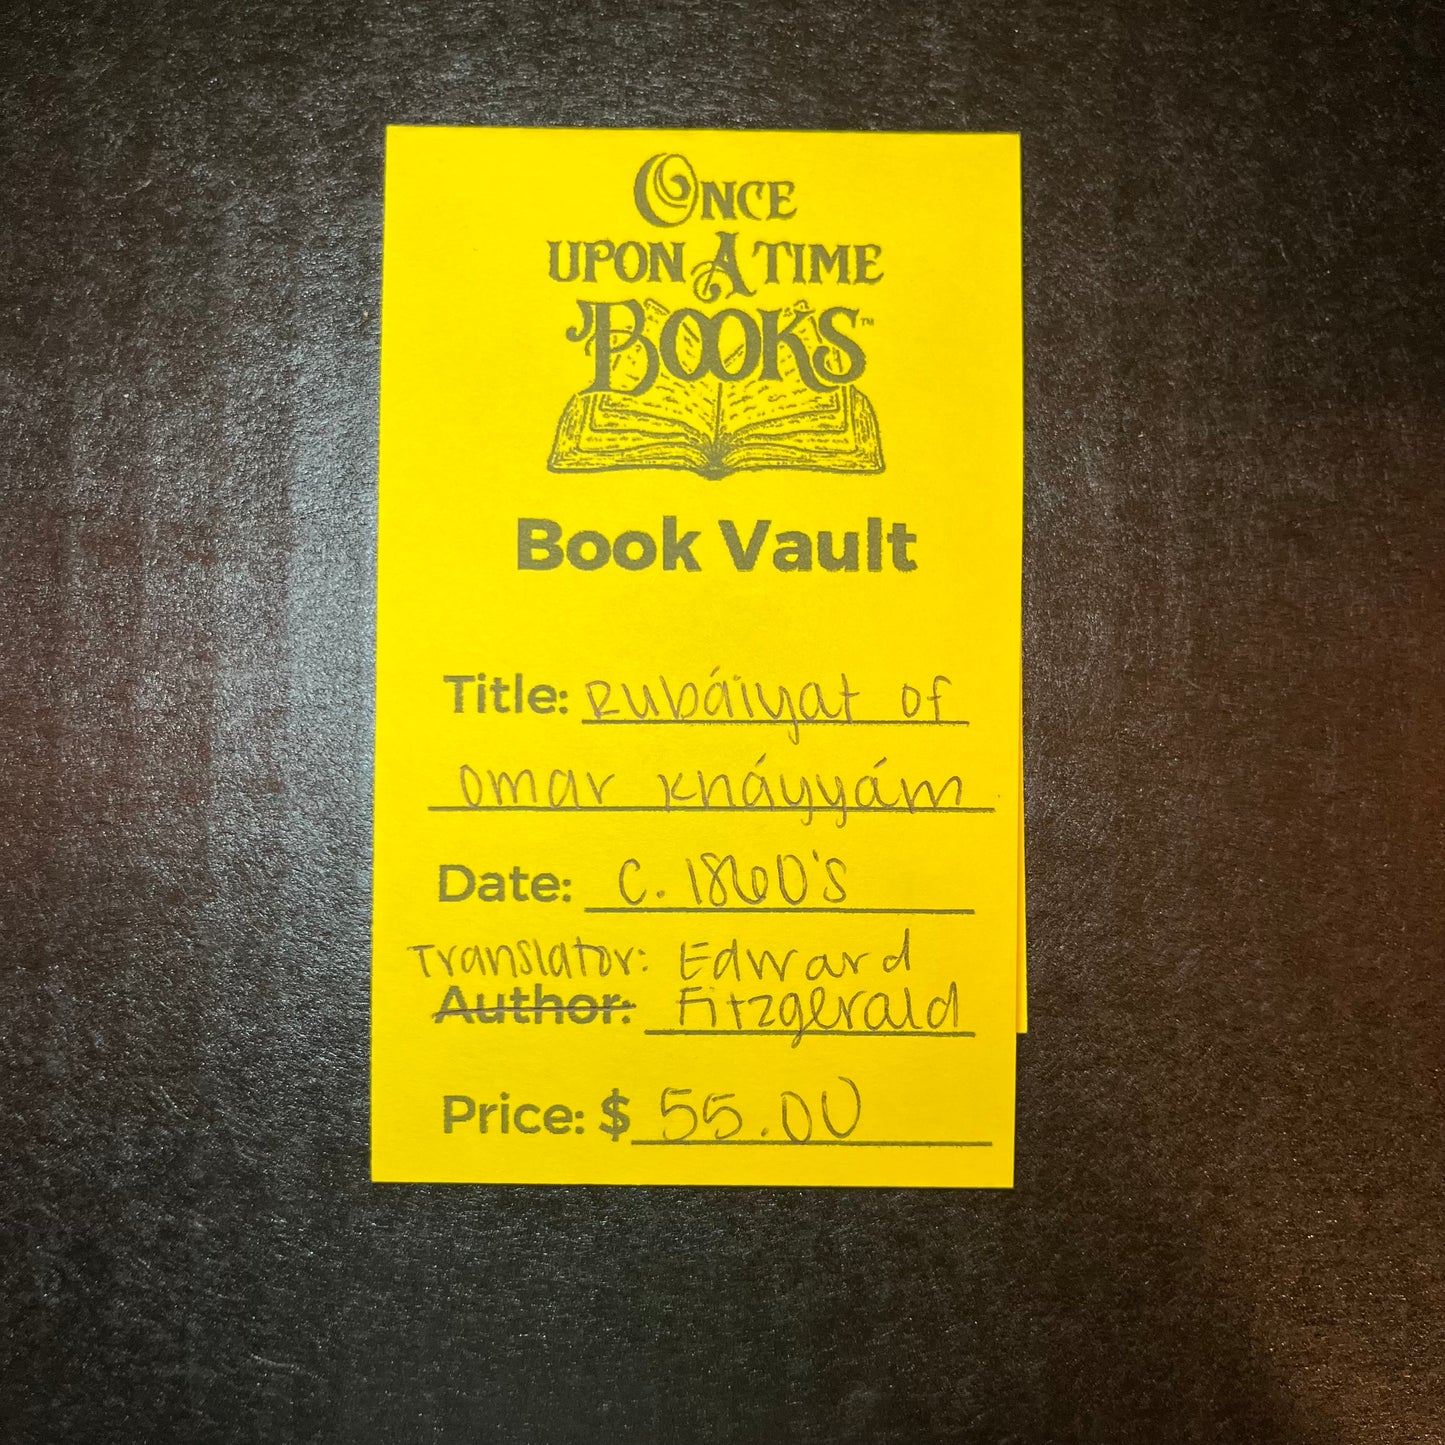 ONCE
UPON A TIME
BOOKS™
Book Vault
Title: Rubáiyat of
Omar Kháyyám
Date: C. 1860's
Translator: Edward
Author: Fitzgerald
Price: $ 55.00